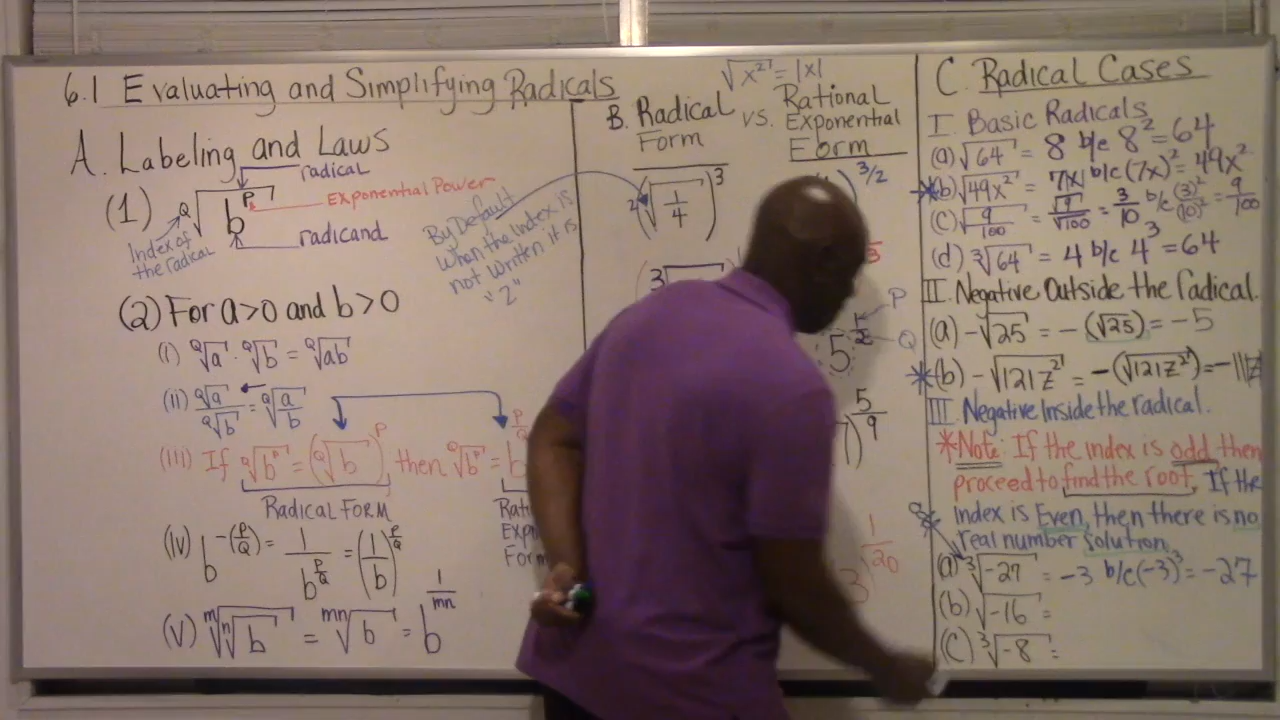 6.1 Evaluating and Simplifying Radicals
A. Labeling and Laws
(1) Q√b^P
radical
Exponential Power
radicand
Index of
the radical
By Default
when the index is
not written it is
"2"
(2) For a>0 and b>0
(i) Q√a · Q√b = Q√ab
(ii) Q√a / Q√b = Q√(a/b)
(iii) If Q√b^P = (Q√b)^P, then Q√b^P = b^(P/Q)
RADICAL FORM
(iv) b^-(P/Q) = 1/b^(P/Q) = (1/b)^(P/Q)
(v) m√n√b = mn√b = b^(1/mn)
√x² = |x|
B. Radical
Form
vs.
Rational
Exponential
Form
(2√(1/4))³
3/2
3√
5^(1/2)
P
Q
5/9
1/20
C. Radical Cases
I. Basic Radicals
(a) √64 = 8 b/c 8² = 64
*(b) √49x² = 7|x| b/c (7x)² = 49x²
(c) √(9/100) = √9/√100 = 3/10 b/c (3)²/(10)² = 9/100
(d) 3√64 = 4 b/c 4³ = 64
II. Negative Outside the radical.
(a) -√25 = -(√25) = -5
*(b) -√121z² = -(√121z²) = -11|z|
III. Negative Inside the radical.
*Note: If the index is odd then
proceed to find the root. If the
index is Even, then there is no
real number solution.
(a) 3√-27 = -3 b/c (-3)³ = -27
(b) √-16 =
(c) 3√-8 =